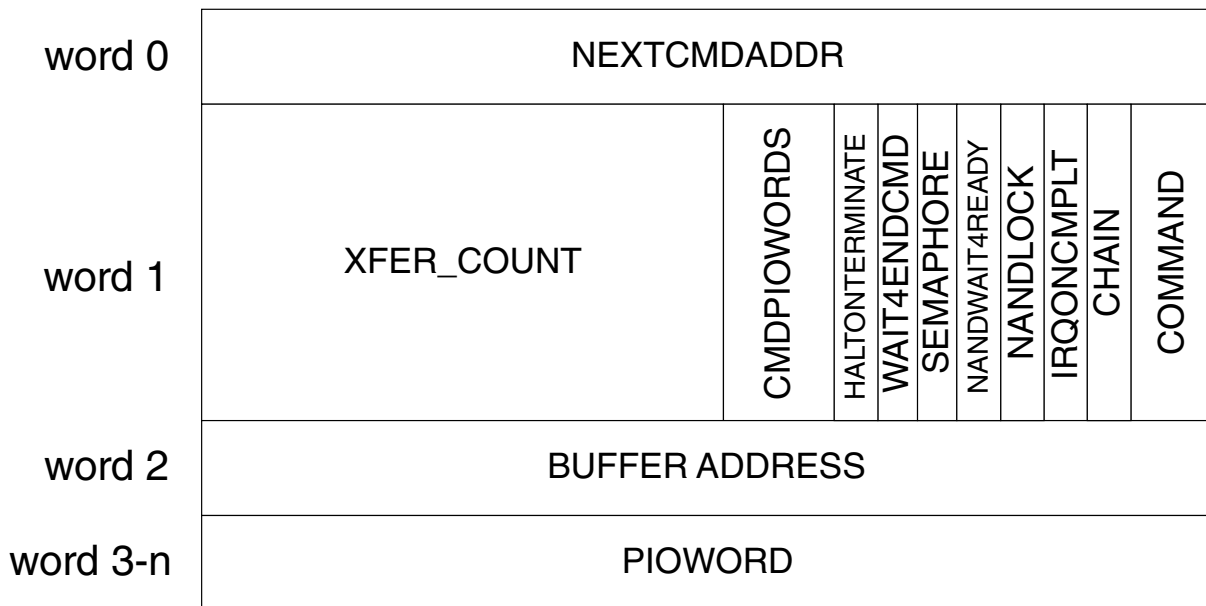 word 0
NEXTCMDADDR
word 1
XFER_COUNT
CMDPIOWORDS
HALTONTERMINATE
WAIT4ENDCMD
SEMAPHORE
NANDWAIT4READY
NANDLOCK
IRQONCMPLT
CHAIN
COMMAND
word 2
BUFFER ADDRESS
word 3-n
PIOWORD